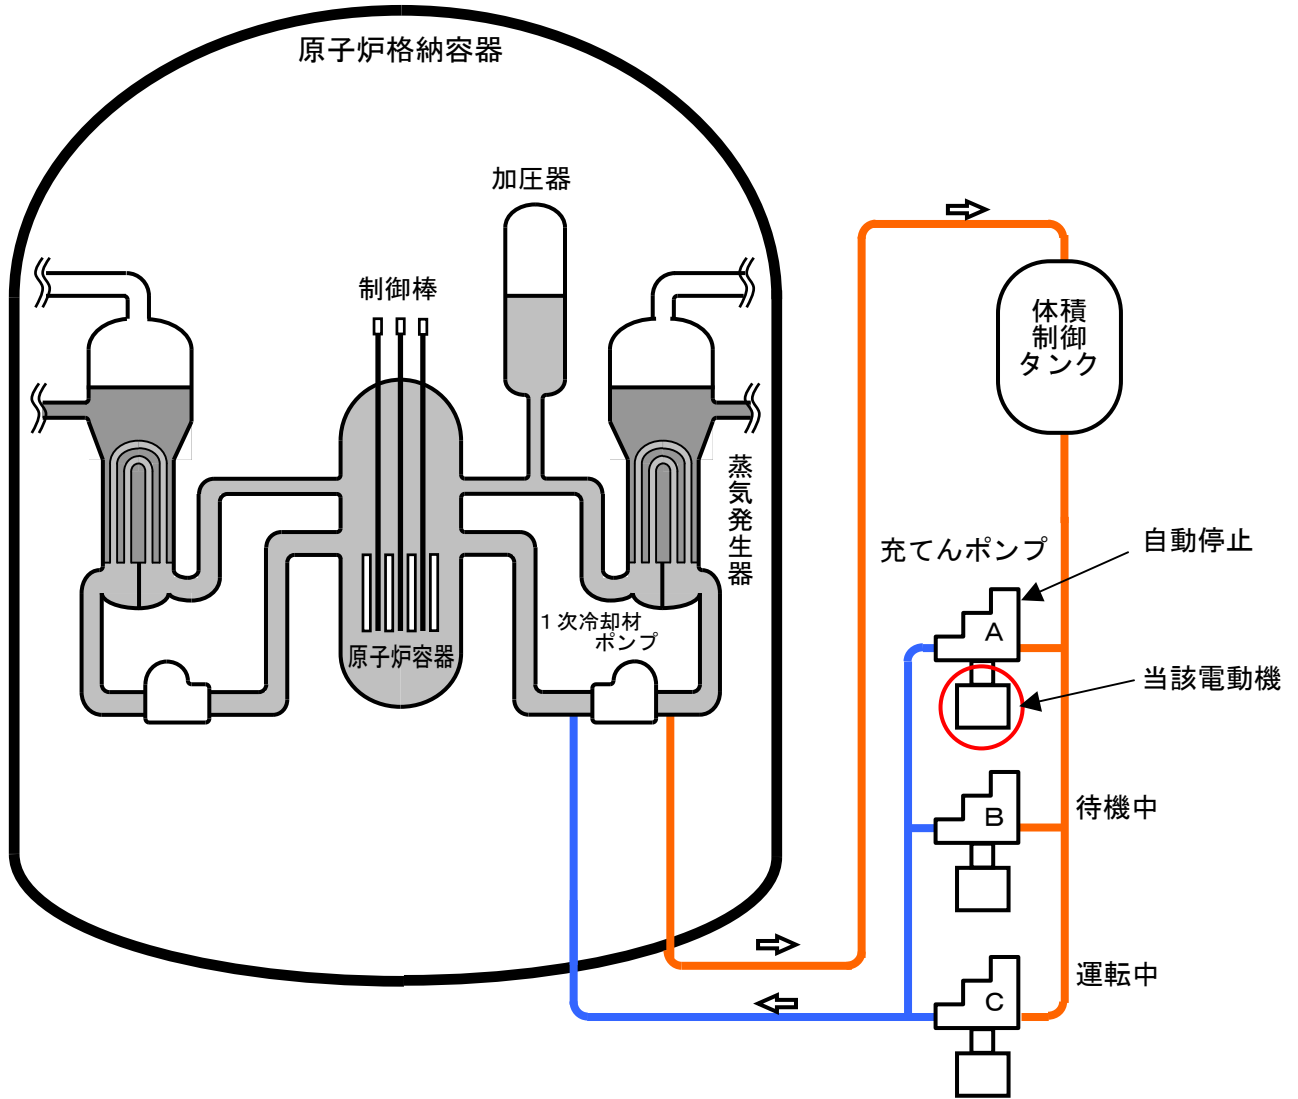 原子炉格納容器
加圧器
制御棒
体積
制御
タンク
蒸気発生器
充てんポンプ
自動停止
A
1次冷却材
ポンプ
原子炉容器
当該電動機
B
待機中
C
運転中